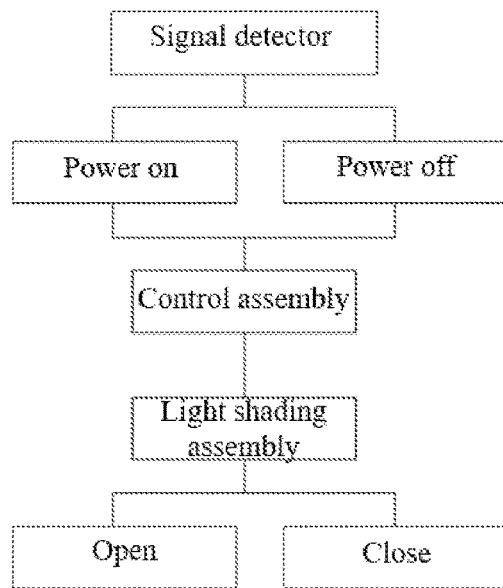 Signal detector
Power on
Power off
Control assembly
Light shading
assembly
Open
Close